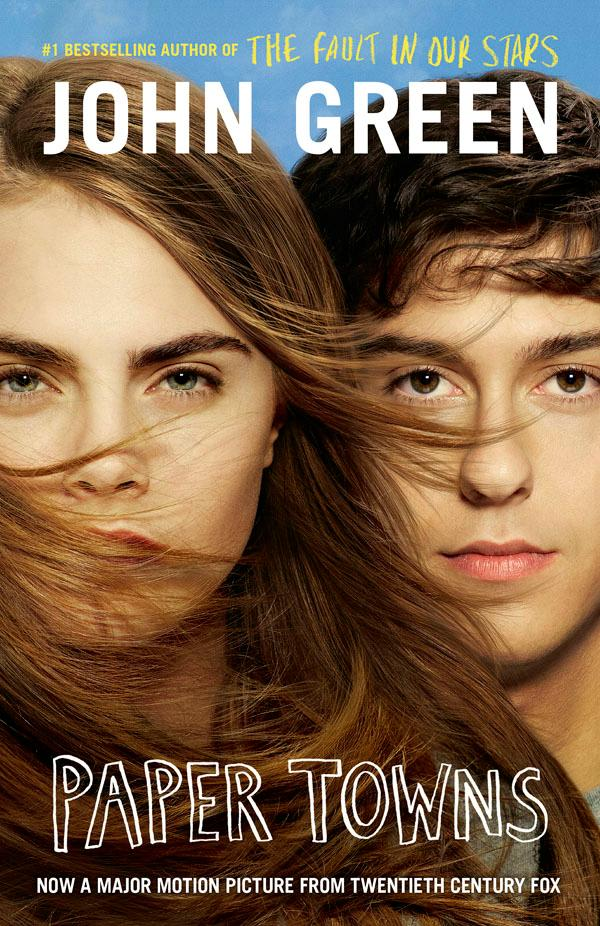 #1 BESTSELLING AUTHOR OF THE FAULT IN OUR STARS
JOHN GREEN
PAPER TOWNS
NOW A MAJOR MOTION PICTURE FROM TWENTIETH CENTURY FOX